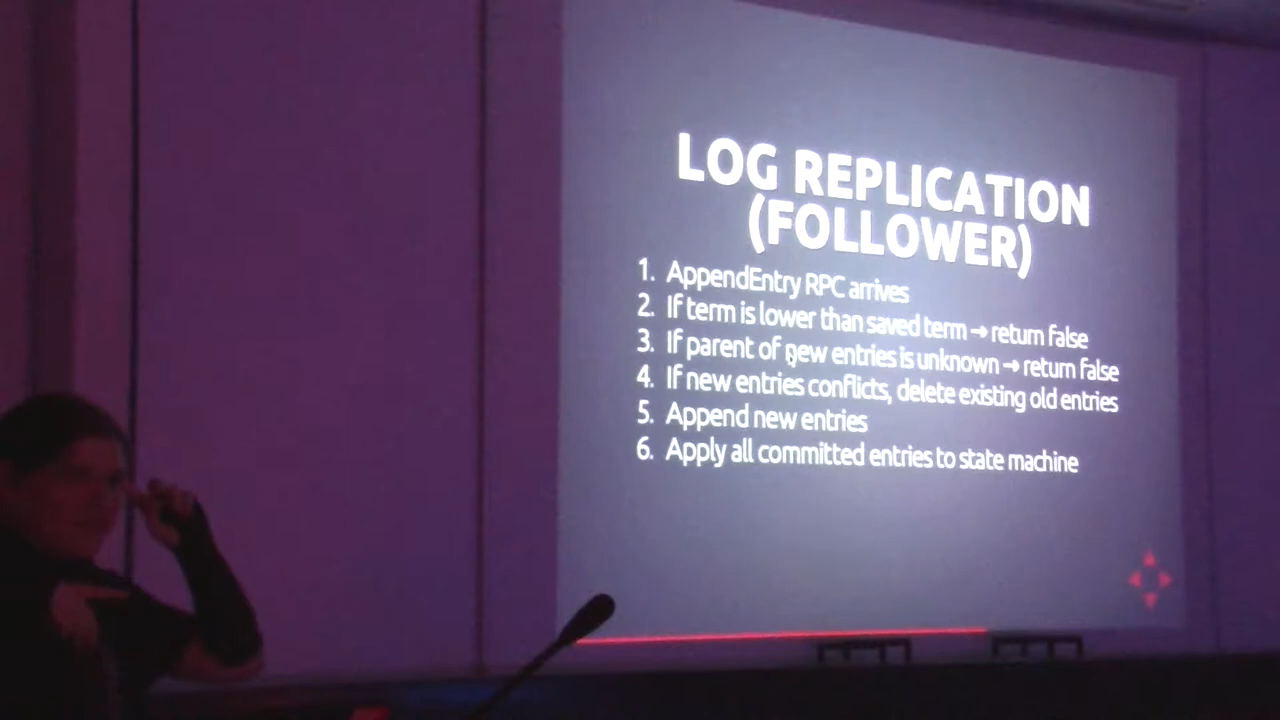 LOG REPLICATION
(FOLLOWER)
1. AppendEntry RPC arrives
2. If term is lower than saved term → return false
3. If parent of new entries is unknown → return false
4. If new entries conflicts, delete existing old entries
5. Append new entries
6. Apply all committed entries to state machine